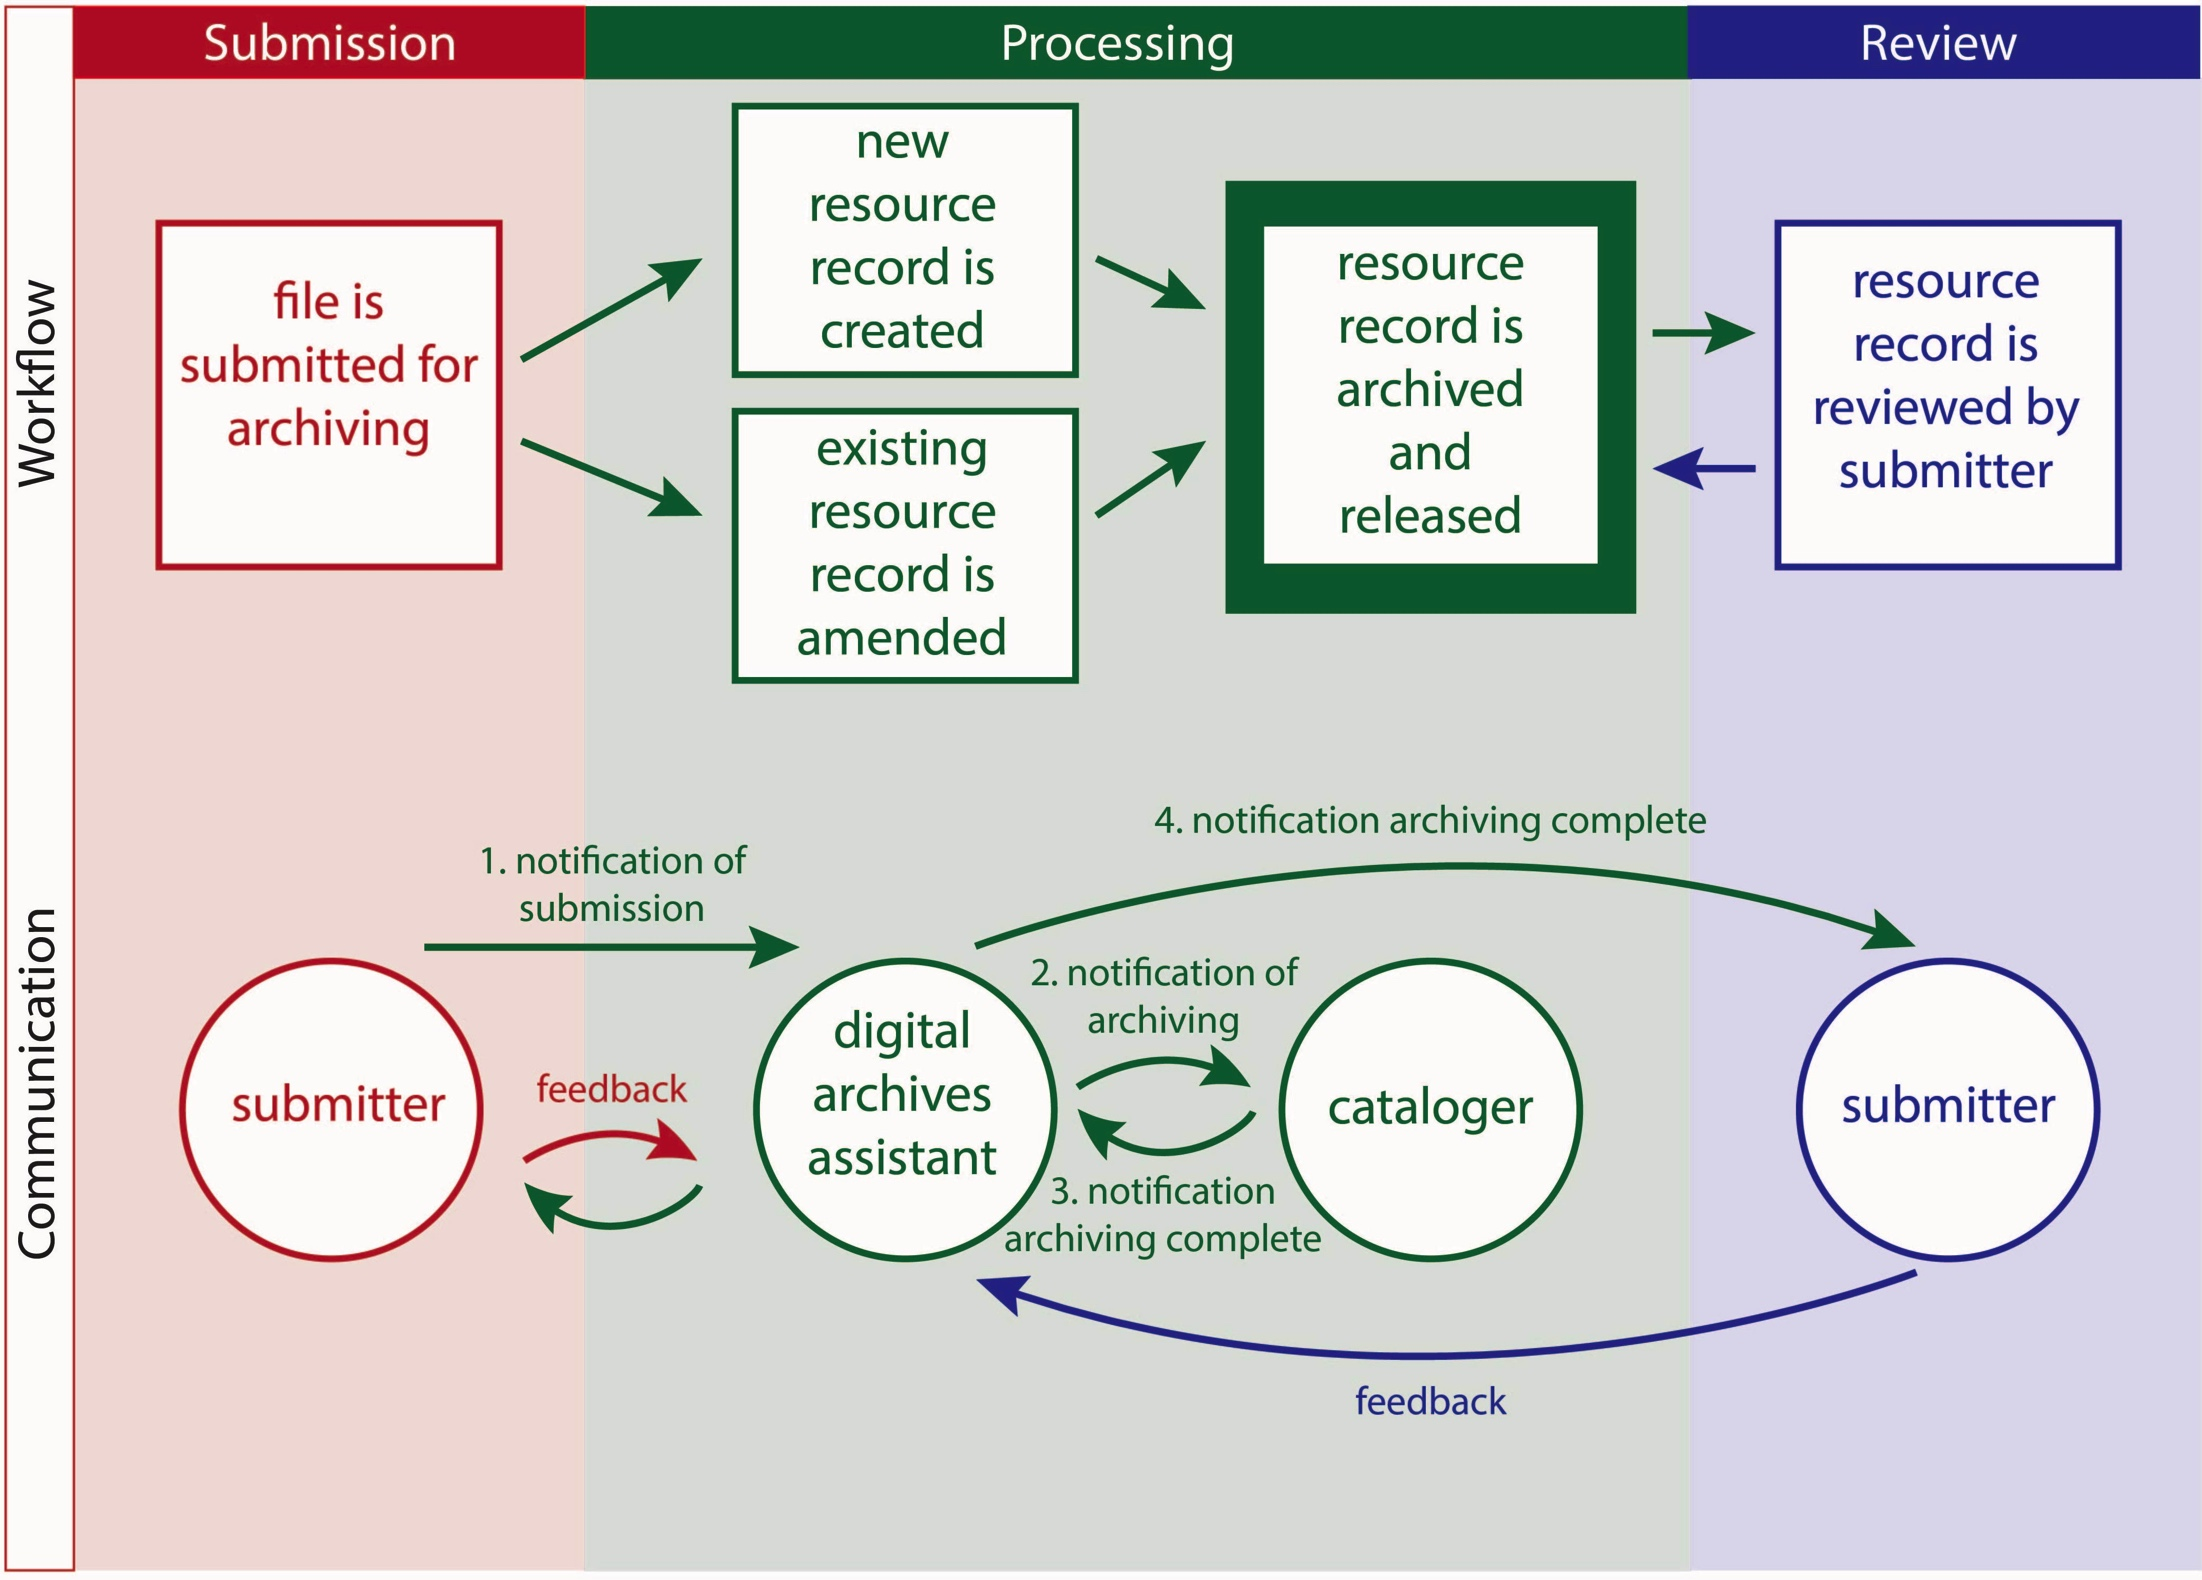 Submission
Processing
Review
Workflow
file is
submitted for
archiving
new
resource
record is
created
existing
resource
record is
amended
resource
record is
archived
and
released
resource
record is
reviewed by
submitter
Communication
1. notification of
submission
4. notification archiving complete
submitter
feedback
digital
archives
assistant
2. notification of
archiving
3. notification
archiving complete
cataloger
submitter
feedback